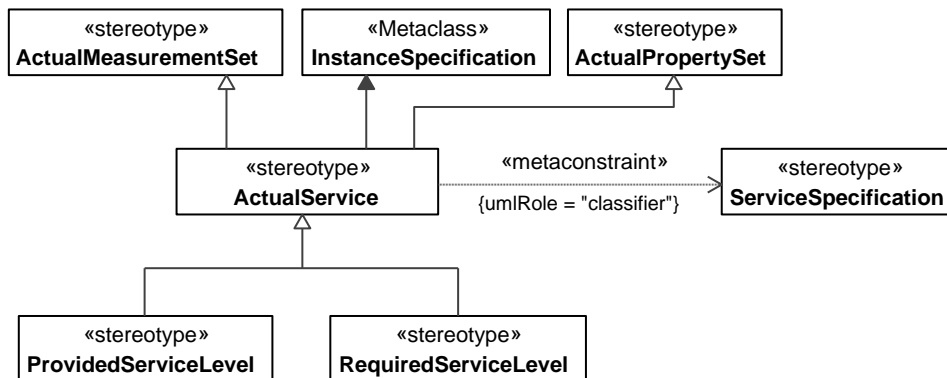 «stereotype»
ActualMeasurementSet
«Metaclass»
InstanceSpecification
«stereotype»
ActualPropertySet
«stereotype»
ActualService
«metaconstraint»
{umlRole = "classifier"}
«stereotype»
ServiceSpecification
«stereotype»
ProvidedServiceLevel
«stereotype»
RequiredServiceLevel